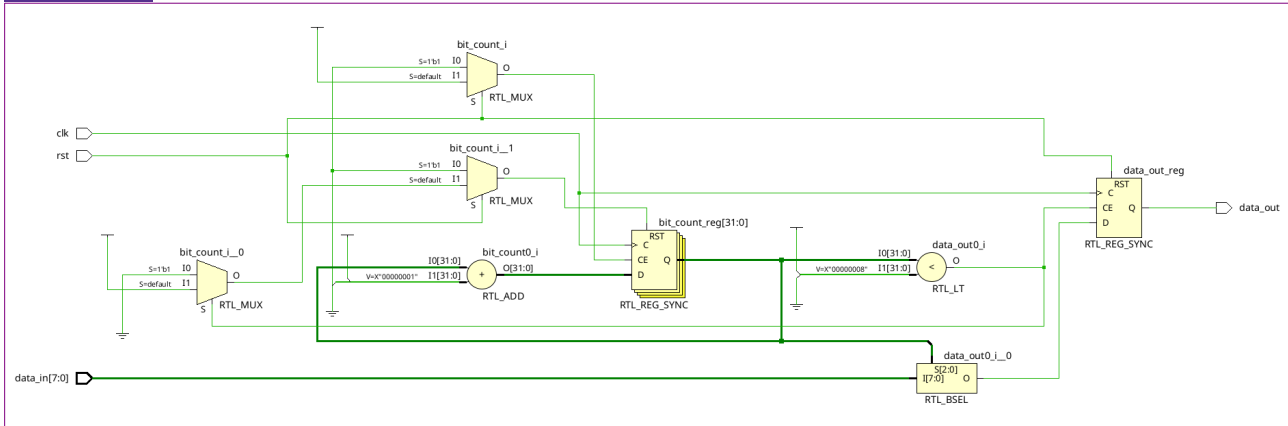 bit_count_i
S=1'b1 I0
S=default I1
O
S
RTL_MUX
clk
rst
bit_count_i__1
S=1'b1 I0
S=default I1
O
S
RTL_MUX
data_out_reg
RST
C
CE Q
D
RTL_REG_SYNC
data_out
bit_count_reg[31:0]
RST
C
CE Q
D
RTL_REG_SYNC
bit_count_i__0
S=1'b1 I0
S=default I1
O
S
RTL_MUX
bit_count0_i
I0[31:0]
V=X"00000001" I1[31:0]
+
O[31:0]
RTL_ADD
data_out0_i
I0[31:0]
V=X"00000008" I1[31:0]
<
O
RTL_LT
data_in[7:0]
data_out0_i__0
S[2:0]
I[7:0] O
RTL_BSEL